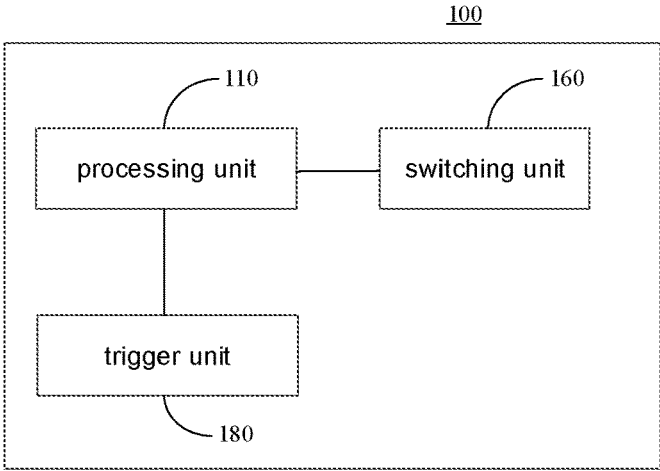 100
110
160
processing unit
switching unit
trigger unit
180